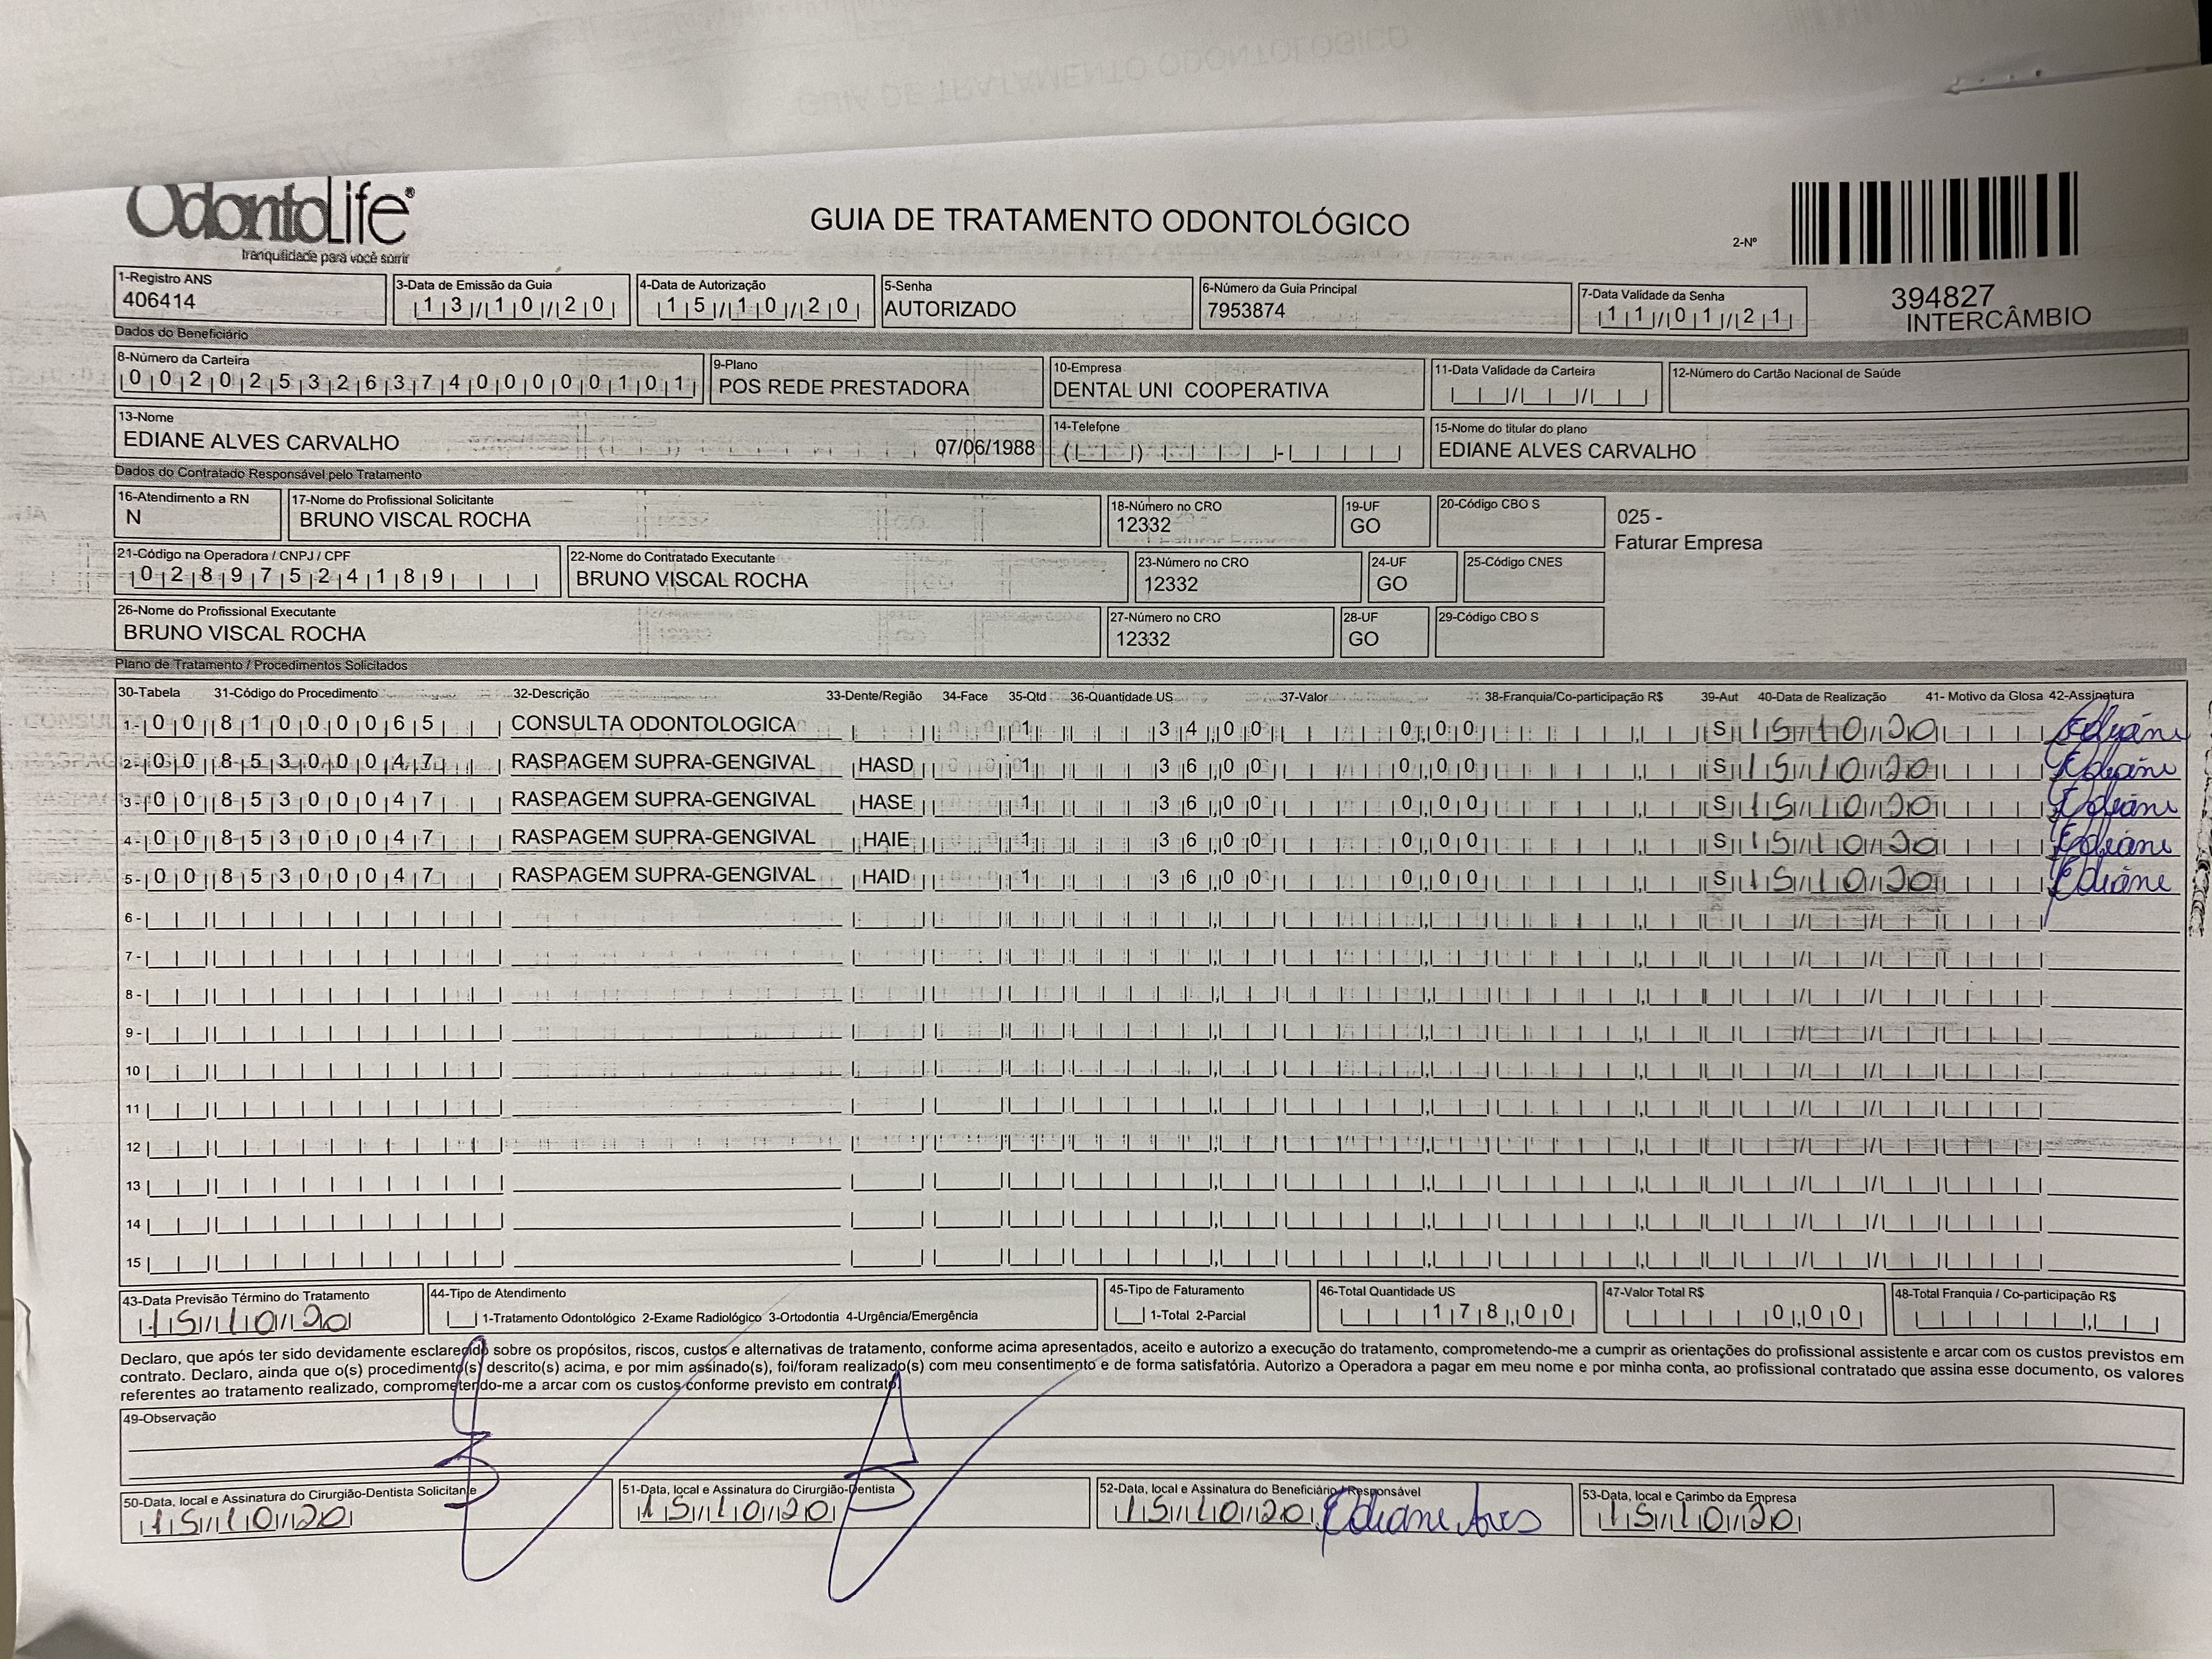 OdontoLife®
tranquilidade para você sorrir
GUIA DE TRATAMENTO ODONTOLÓGICO
2-Nº
394827
INTERCÂMBIO
1-Registro ANS
406414
3-Data de Emissão da Guia
13/10/20
4-Data de Autorização
15/10/20
5-Senha
AUTORIZADO
6-Número da Guia Principal
7953874
7-Data Validade da Senha
11/01/21
Dados do Beneficiário
8-Número da Carteira
00202532637400000101
9-Plano
POS REDE PRESTADORA
10-Empresa
DENTAL UNI COOPERATIVA
11-Data Validade da Carteira
12-Número do Cartão Nacional de Saúde
13-Nome
EDIANE ALVES CARVALHO 07/06/1988
14-Telefone
15-Nome do titular do plano
EDIANE ALVES CARVALHO
Dados do Contratado Responsável pelo Tratamento
16-Atendimento a RN
N
17-Nome do Profissional Solicitante
BRUNO VISCAL ROCHA
18-Número no CRO
12332
19-UF
GO
20-Código CBO S
025 -
Faturar Empresa
21-Código na Operadora / CNPJ / CPF
02897524189
22-Nome do Contratado Executante
BRUNO VISCAL ROCHA
23-Número no CRO
12332
24-UF
GO
25-Código CNES
26-Nome do Profissional Executante
BRUNO VISCAL ROCHA
27-Número no CRO
12332
28-UF
GO
29-Código CBO S
Plano de Tratamento / Procedimentos Solicitados
30-Tabela 31-Código do Procedimento 32-Descrição 33-Dente/Região 34-Face 35-Qtd 36-Quantidade US 37-Valor 38-Franquia/Co-participação R$ 39-Aut 40-Data de Realização 41- Motivo da Glosa 42-Assinatura
1- 00 81000065 CONSULTA ODONTOLOGICA 1 34,00 0,00 S 15/10/20 Ediane
2- 00 85300047 RASPAGEM SUPRA-GENGIVAL HASD 1 36,00 0,00 S 15/10/20 Ediane
3- 00 85300047 RASPAGEM SUPRA-GENGIVAL HASE 1 36,00 0,00 S 15/10/20 Ediane
4- 00 85300047 RASPAGEM SUPRA-GENGIVAL HAIE 1 36,00 0,00 S 15/10/20 Ediane
5- 00 85300047 RASPAGEM SUPRA-GENGIVAL HAID 1 36,00 0,00 S 15/10/20 Ediane
6-
7-
8-
9-
10
11
12
13
14
15
43-Data Previsão Término do Tratamento
15/10/20
44-Tipo de Atendimento
1-Tratamento Odontológico 2-Exame Radiológico 3-Ortodontia 4-Urgência/Emergência
45-Tipo de Faturamento
1-Total 2-Parcial
46-Total Quantidade US
178,00
47-Valor Total R$
0,00
48-Total Franquia / Co-participação R$
Declaro, que após ter sido devidamente esclarecido sobre os propósitos, riscos, custos e alternativas de tratamento, conforme acima apresentados, aceito e autorizo a execução do tratamento, comprometendo-me a cumprir as orientações do profissional assistente e arcar com os custos previstos em
contrato. Declaro, ainda que o(s) procedimento(s) descrito(s) acima, e por mim assinado(s), foi/foram realizado(s) com meu consentimento e de forma satisfatória. Autorizo a Operadora a pagar em meu nome e por minha conta, ao profissional contratado que assina esse documento, os valores
referentes ao tratamento realizado, comprometendo-me a arcar com os custos conforme previsto em contrato.
49-Observação
50-Data, local e Assinatura do Cirurgião-Dentista Solicitante
15/10/20
51-Data, local e Assinatura do Cirurgião-Dentista
15/10/20
52-Data, local e Assinatura do Beneficiário / Responsável
15/10/20 Ediane Alves
53-Data, local e Carimbo da Empresa
15/10/20